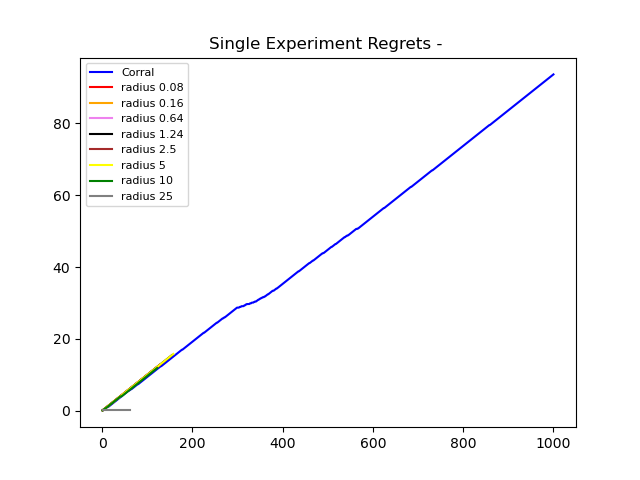 Single Experiment Regrets -
Corral
radius 0.08
radius 0.16
radius 0.64
radius 1.24
radius 2.5
radius 5
radius 10
radius 25
80
60
40
20
0
0 200 400 600 800 1000